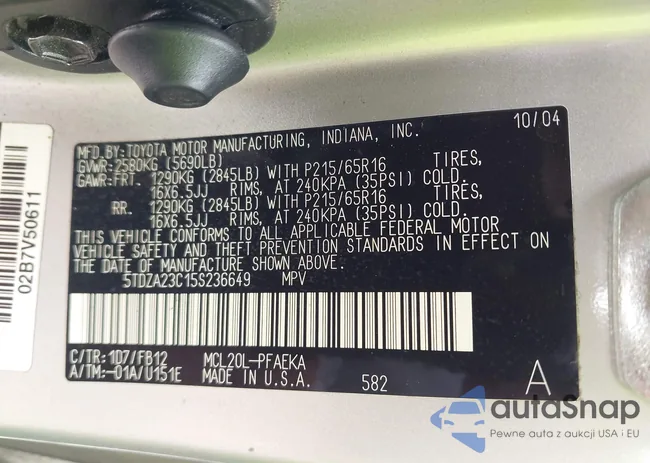 MFD.BY:TOYOTA MOTOR MANUFACTURING, INDIANA, INC. 10/04
GVWR:2580KG (5690LB)
GAWR:FRT. 1290KG (2845LB) WITH P215/65R16 TIRES,
16X6.5JJ RIMS, AT 240KPA (35PSI) COLD.
RR. 1290KG (2845LB) WITH P215/65R16 TIRES,
16X6.5JJ RIMS, AT 240KPA (35PSI) COLD.
THIS VEHICLE CONFORMS TO ALL APPLICABLE FEDERAL MOTOR
VEHICLE SAFETY AND THEFT PREVENTION STANDARDS IN EFFECT ON
THE DATE OF MANUFACTURE SHOWN ABOVE.
5TDZA23C15S236649 MPV
C/TR:1D7/FB12 MCL20L-PFAEKA
A/TM:-01A/U151E MADE IN U.S.A. 582 A
02B7V50611
autoSnap
Pewne auta z aukcji USA i EU